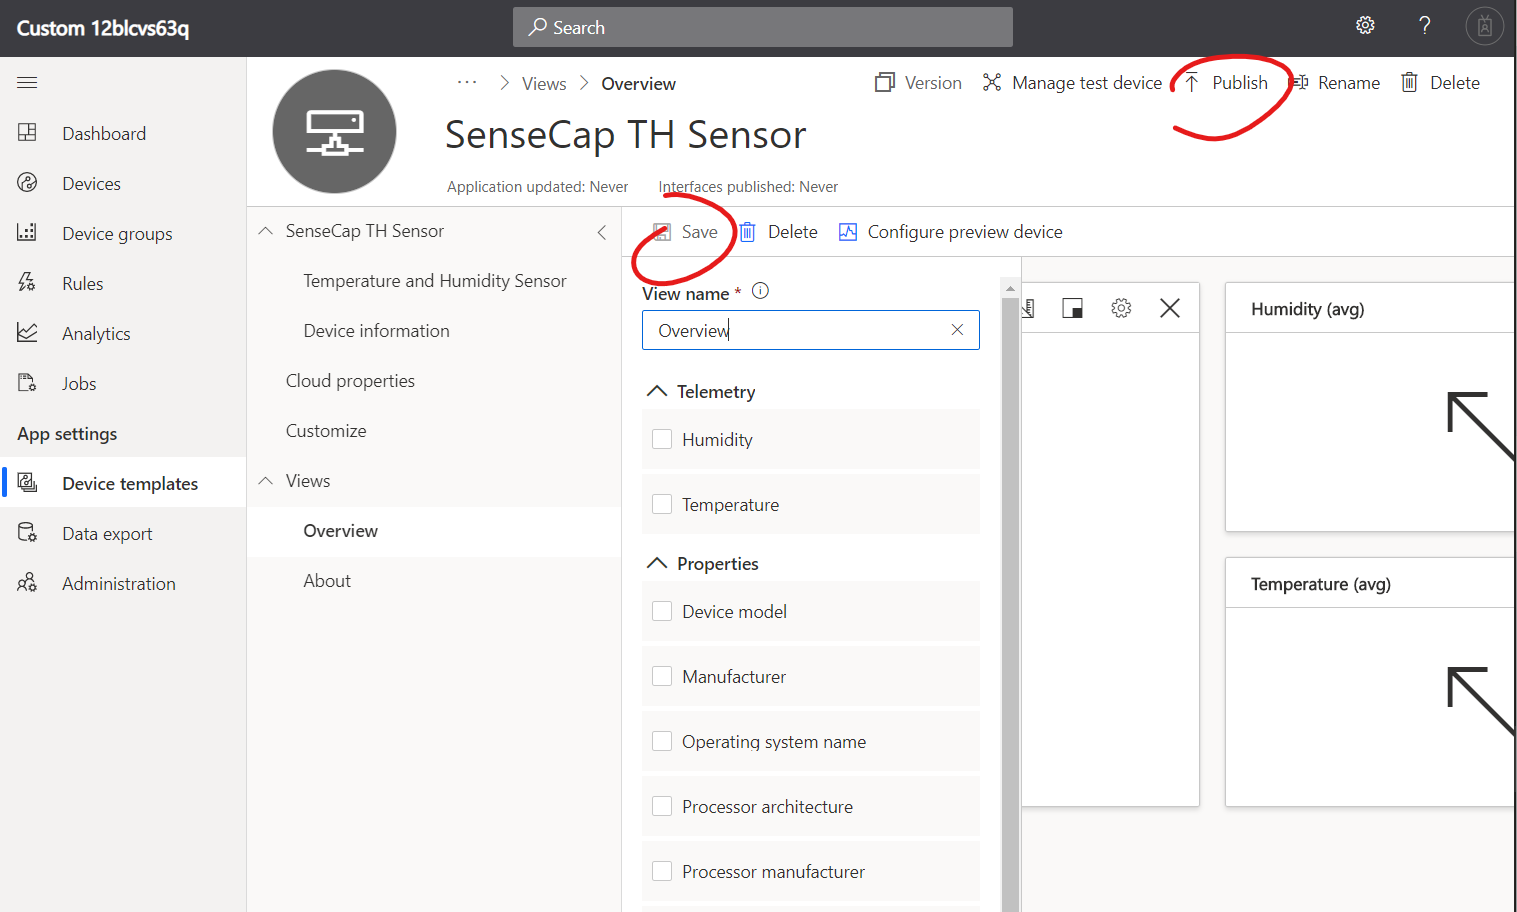 Custom 12blcvs63q
Search
?
Dashboard
Devices
Device groups
Rules
Analytics
Jobs
App settings
Device templates
Data export
Administration
··· > Views > Overview
Version
Manage test device
Publish
Rename
Delete
SenseCap TH Sensor
Application updated: Never
Interfaces published: Never
SenseCap TH Sensor
Temperature and Humidity Sensor
Device information
Cloud properties
Customize
Views
Overview
About
Save
Delete
Configure preview device
View name *
Overview
Telemetry
Humidity
Temperature
Properties
Device model
Manufacturer
Operating system name
Processor architecture
Processor manufacturer
Humidity (avg)
Temperature (avg)